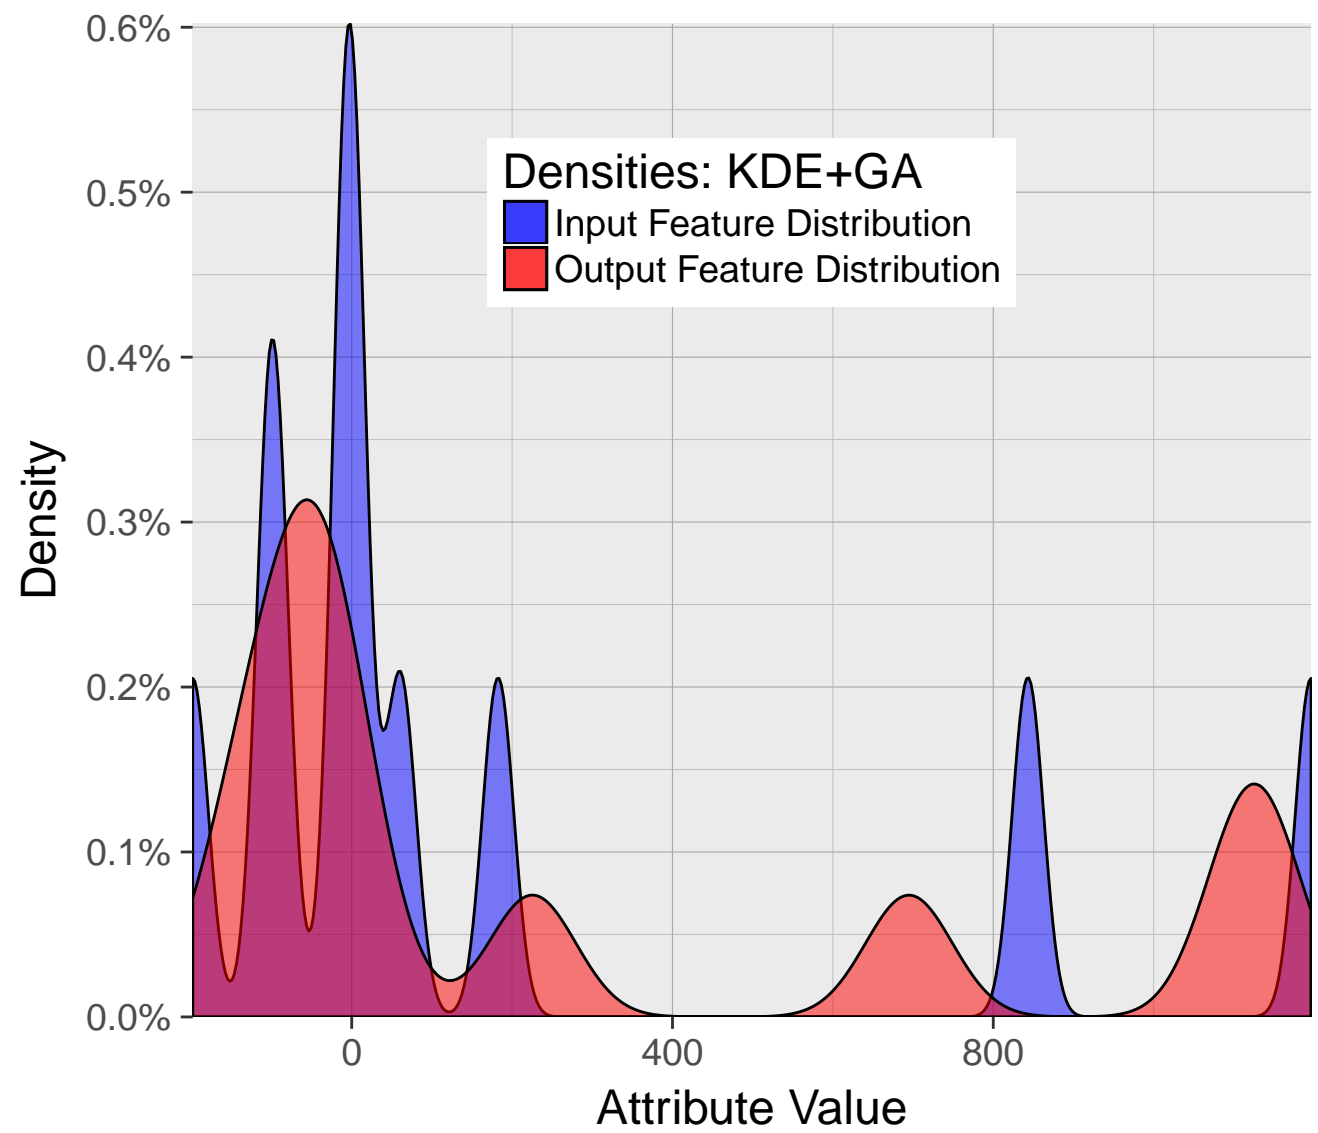 0.6%
0.5%
0.4%
0.3%
0.2%
0.1%
0.0%
Density
Densities: KDE+GA
Input Feature Distribution
Output Feature Distribution
0 400 800
Attribute Value